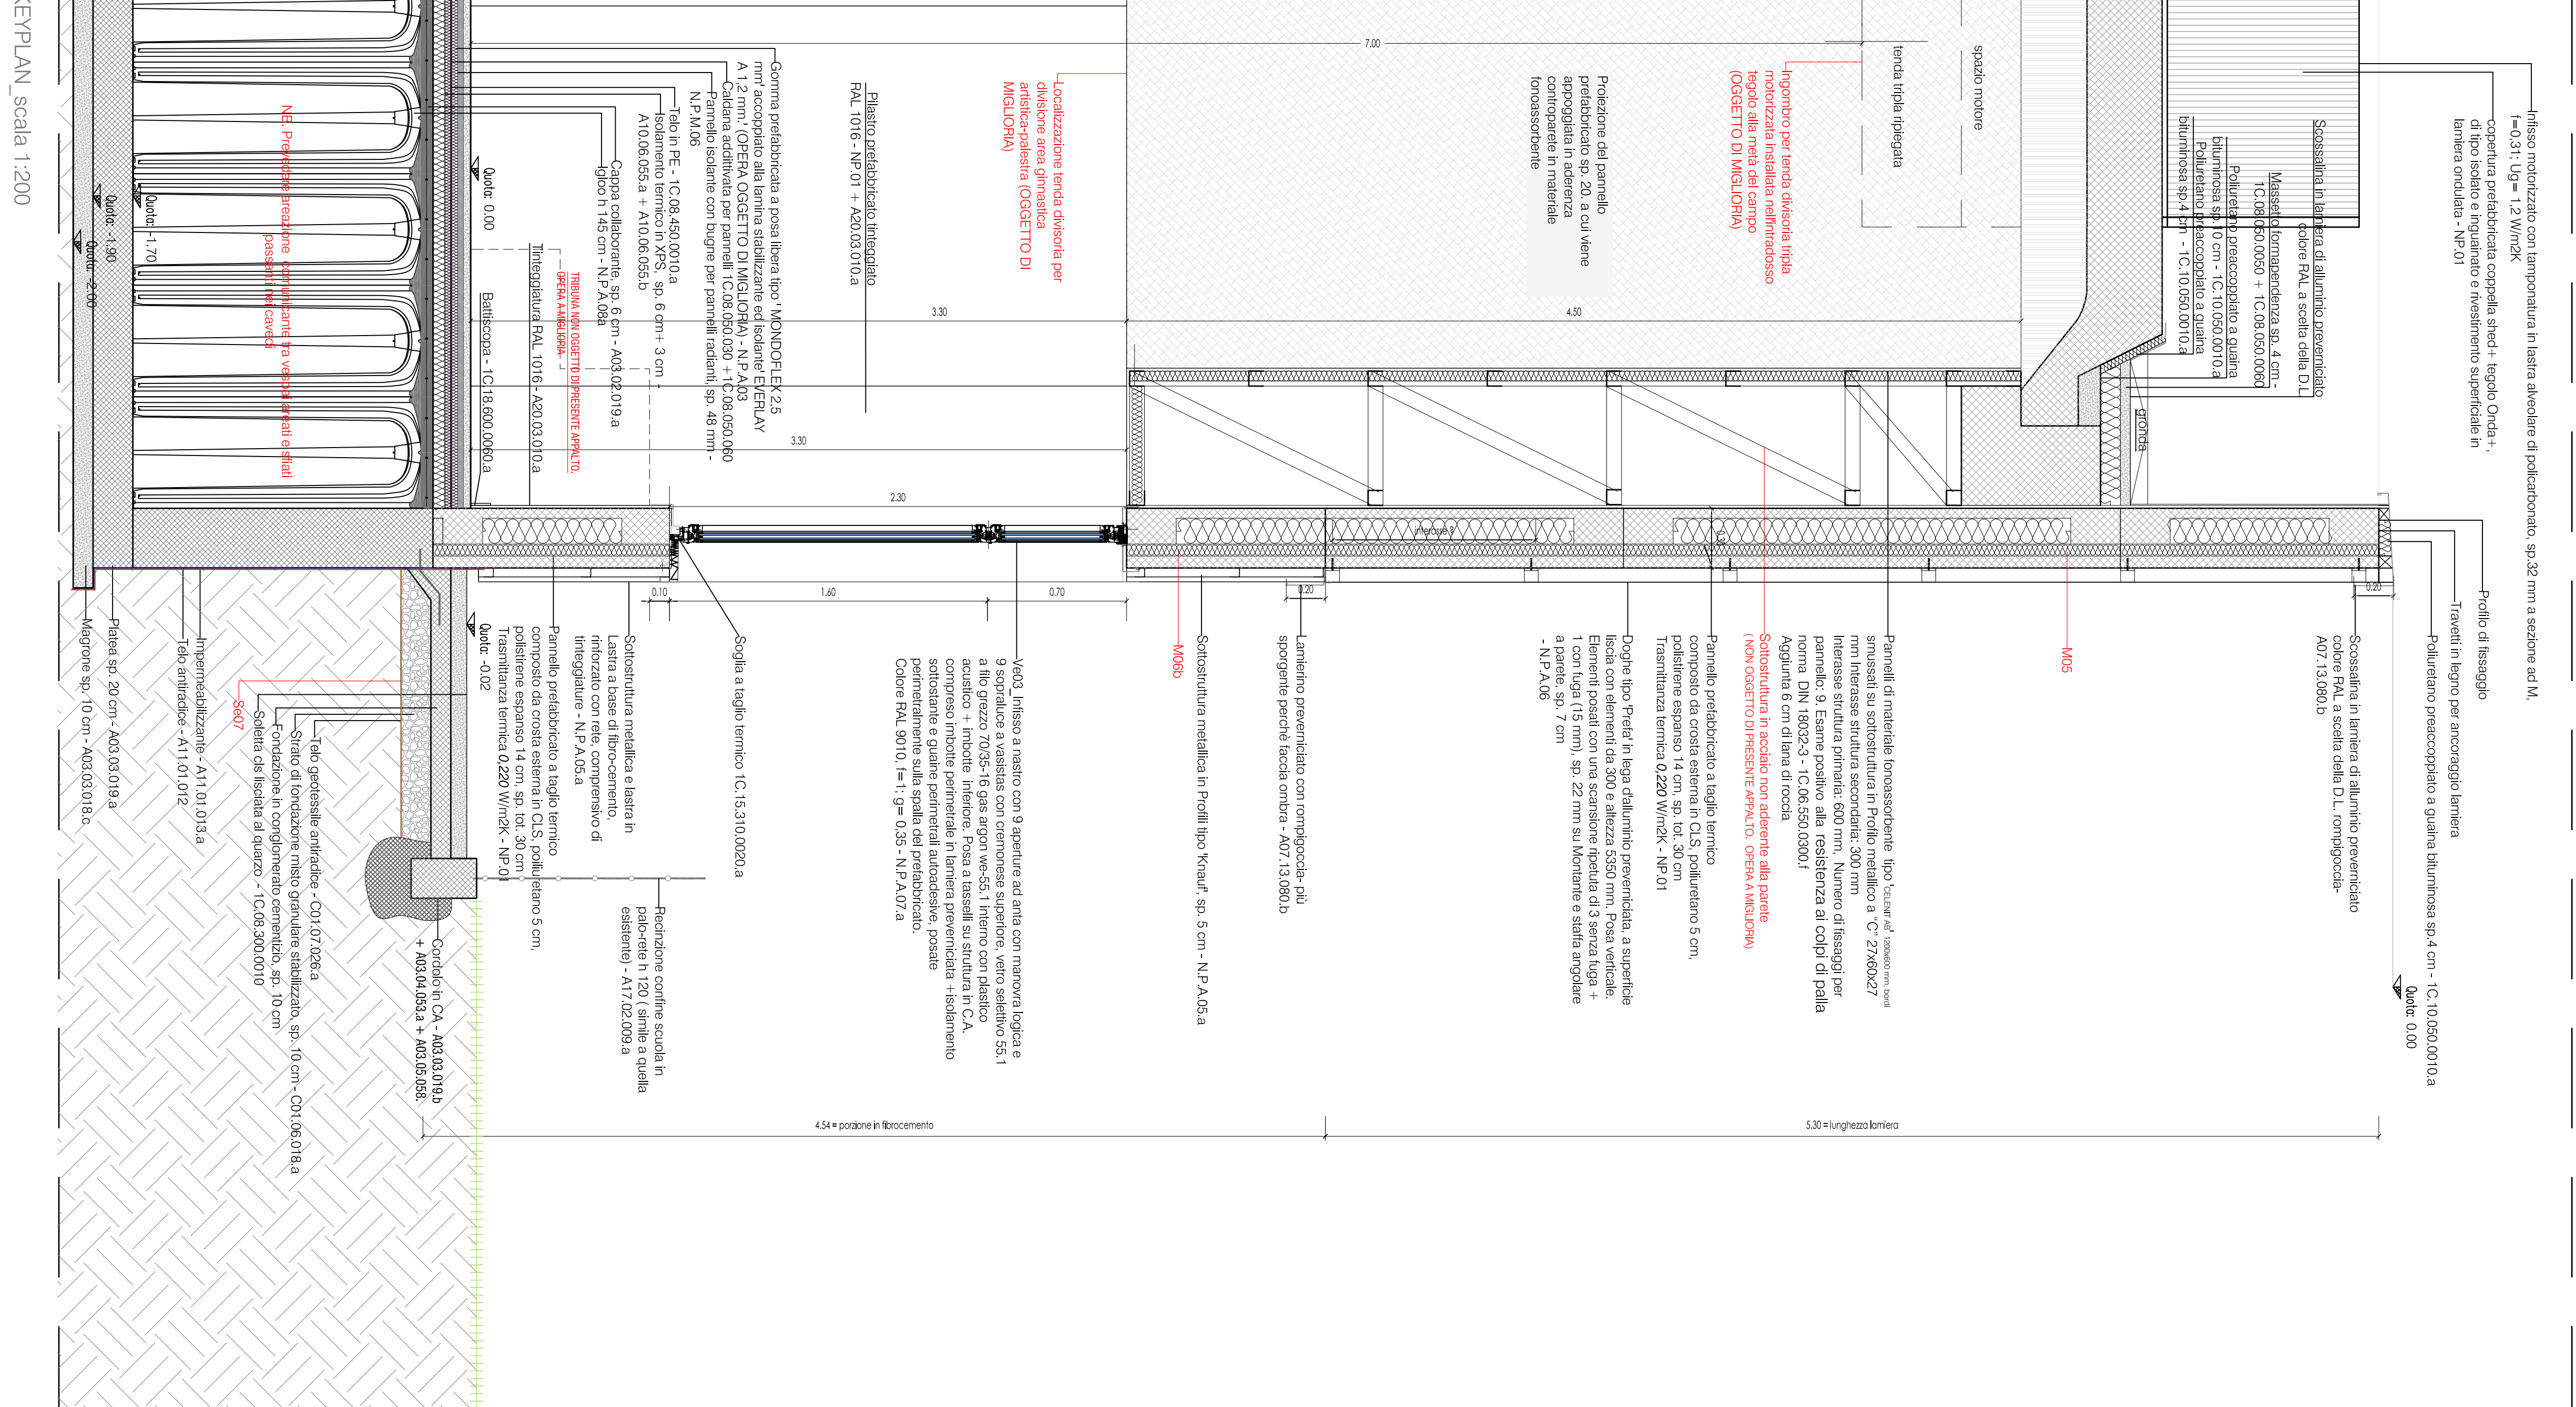 Infisso motorizzato con tamponatura in lastra alveolare di policarbonato, sp.32 mm a sezione ad M,
f=0,31; Ug= 1,2 W/m2K
copertura prefabbricata coppella shed+ tegolo Onda+,
di tipo isolato e inguainato e rivestimento superficiale in
lamiera ondulata - NP.01
Scossalina in lamiera di alluminio preverniciato
colore RAL a scelta della D.L.
Massetto formapendenza sp. 4 cm -
1C.08.050.0050 + 1C.08.050.0060
Poliuretano preaccoppiato a guaina
bituminosa sp.10 cm - 1C.10.050.0010.a
Poliuretano preaccoppiato a guaina
bituminosa sp.4 cm - 1C.10.050.0010.a
gronda
spazio motore
tenda tripla ripiegata
7.00
Ingombro per tenda divisoria tripla
motorizzata installata nell'intradosso
tegolo alla metà del campo
(OGGETTO DI MIGLIORIA)
Proiezione del pannello
prefabbricato sp. 20. a cui viene
appoggiata in aderenza
controparete in materiale
fonoassorbente
4.50
Localizzazione tenda divisoria per
divisione area ginnastica
artistica-palestra (OGGETTO DI
MIGLIORIA)
3.30
Pilastro prefabbricato tinteggiato
RAL 1016 - NP.01 + A20.03.010.a
Gomma prefabbricata a posa libera tipo ' MONDOFLEX 2,5
mm' accoppiato alla lamina stabilizzante ed isolante' EVERLAY
A 1,2 mm.' (OPERA OGGETTO DI MIGLIORIA) - N.P.A.03
Caldana additivata per pannelli 1C.08.050.030 +1C.08.050.060
Pannello isolante con bugne per pannelli radianti, sp. 48 mm -
N.P.M.06
Telo in PE - 1C.08.450.0010.a
Isolamento termico in XPS, sp. 6 cm+ 3 cm -
A10.06.055.a + A10.06.055.b
Cappa collaborante sp. 6 cm - A03.02.019.a
Igloo h 145 cm - N.P.A.08a
3.30
TRIBUNA NON OGGETTO DI PRESENTE APPALTO.
OPERA A MIGLIORIA
Tinteggiatura RAL 1016 - A20.03.010.a
Battiscopa - 1C.18.600.0060.a
Quota: 0.00
NB. Prevedere areazione comunicante tra vespai areati e sfiati
passanti nei cavedi
Quota: -1.70
Quota: -1.90
Quota: -2.00
KEYPLAN_scala 1:200
2.30
interasse ?
0.30
0.10
1.60
0.70
0.20
0.20
Profilo di fissaggio
Travetti in legno per ancoraggio lamiera
Poliuretano preaccoppiato a guaina bituminosa sp.4 cm - 1C.10.050.0010.a
Quota: 0.00
Scossalina in lamiera di alluminio preverniciato
colore RAL a scelta della D.L. rompigoccia-
A07.13.080.b
M05
Pannelli di materiale fonoassorbente tipo 'CELENIT AB' 1200x600 mm, bordi
smussati su sottostruttura in Profilo metallico a "C" 27x60x27
mm Interasse struttura secondaria: 300 mm
Interasse struttura primaria: 600 mm, Numero di fissaggi per
pannello: 9. Esame positivo alla resistenza ai colpi di palla
norma DIN 18032-3 - 1C.06.550.0300.f
Aggiunta 6 cm di lana di roccia
Sottostruttura in acciaio non aderente alla parete
( NON OGGETTO DI PRESENTE APPALTO. OPERA A MIGLIORIA)
Pannello prefabbricato a taglio termico
composto da crosta esterna in CLS, poiliuretano 5 cm,
polistirene espanso 14 cm, sp. tot. 30 cm
Trasmittanza termica 0,220 W/m2K - NP.01
Doghe tipo 'Prefa' in lega d'alluminio preverniciata, a superficie
liscia con elementi da 300 e altezza 5350 mm. Posa verticale.
Elementi posati con una scansione ripetuta di 3 senza fuga +
1 con fuga (15 mm), sp. 22 mm su Montante e staffa angolare
a parete, sp. 7 cm
- N.P.A.06
Lamierino preverniciato con rompigoccia- più
sporgente perchè faccia ombra - A07.13.080.b
Sottostruttura metallica in Profili tipo 'Knauf', sp. 5 cm - N.P.A.05.a
M06b
Ve03_Infisso a nastro con 9 aperture ad anta con manovra logica e
9 sopraluce a vasistas con cremonese superiore, vetro selettivo 55.1
a filo grezzo 70/35-16 gas argon we-55.1 interno con plastico
acustico + imbotte inferiore. Posa a tasselli su struttura in C.A.
compreso imbotte perimetrale in lamiera preverniciata +isolamento
sottostante e guaine perimetrali autoadesive, posate
perimetralmente sulla spalla del prefabbricato.
Colore RAL 9010, f=1; g= 0,35 - N.P.A.07.a
Soglia a taglio termico 1C.15.310.0020.a
Sottostruttura metallica e lastra in
Lastra a base di fibro-cemento,
rinforzato con rete, comprensivo di
tinteggiature - N.P.A.05.a
Pannello prefabbricato a taglio termico
composto da crosta esterna in CLS, poiliuretano 5 cm,
polistirene espanso 14 cm, sp. tot. 30 cm
Trasmittanza termica 0,220 W/m2K - NP.01
Quota: -0.02
Recinzione confine scuola in
palo-rete h 120 ( simile a quella
esistente) - A17.02.009.a
Cordolo in CA - A03.03.019.b
+ A03.04.053.a + A03.05.058.
Telo geotessile antiradice - C01.07.026.a
Strato di fondazione misto granulare stabilizzato, sp. 10 cm - C01.06.018.a
Fondazione in conglomerato cementizio, sp. 10 cm
Soletta cls lisciata al quarzo - 1C.08.300.0010
Se07
Impermeabilizzante - A11.01.013.a
Telo antiradice - A11.01.012
Platea sp. 20 cm - A03.03.019.a
Magrone sp. 10 cm - A03.03.018.c
4.54 = porzione in fibrocemento
5.30 = lunghezza lamiera